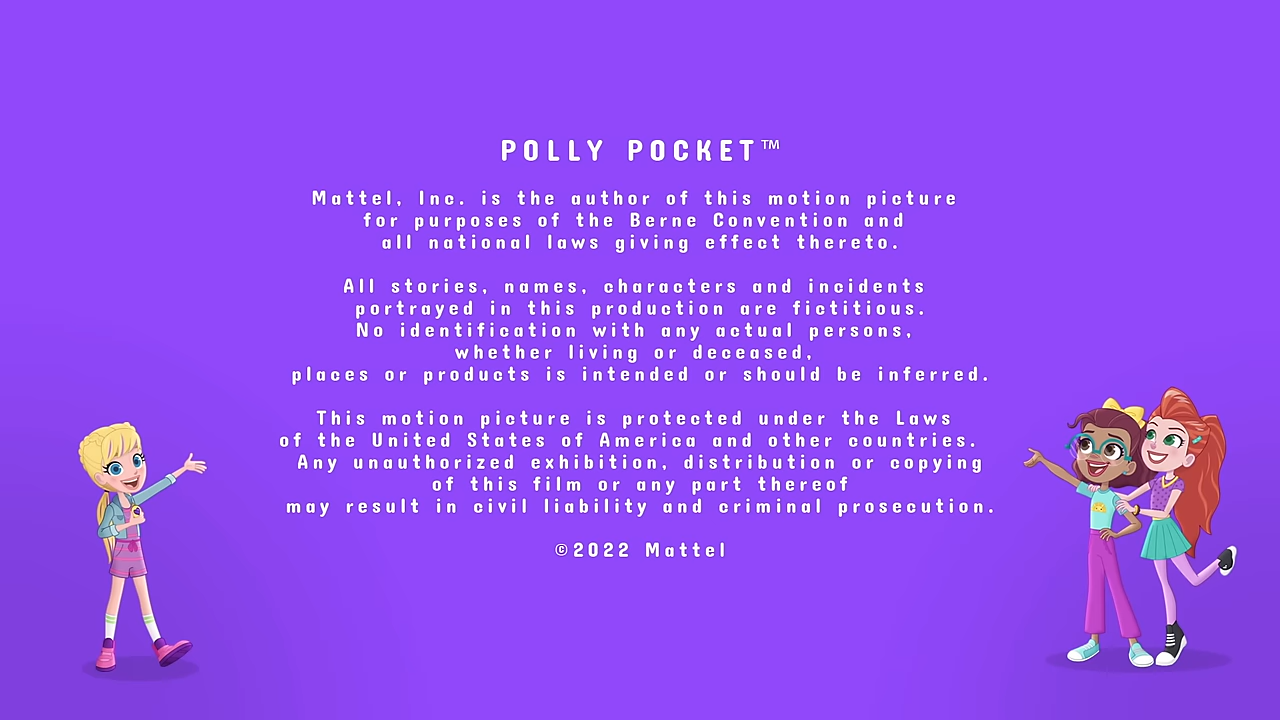 POLLY POCKET™
Mattel, Inc. is the author of this motion picture
for purposes of the Berne Convention and
all national laws giving effect thereto.
All stories, names, characters and incidents
portrayed in this production are fictitious.
No identification with any actual persons,
whether living or deceased,
places or products is intended or should be inferred.
This motion picture is protected under the Laws
of the United States of America and other countries.
Any unauthorized exhibition, distribution or copying
of this film or any part thereof
may result in civil liability and criminal prosecution.
©2022 Mattel